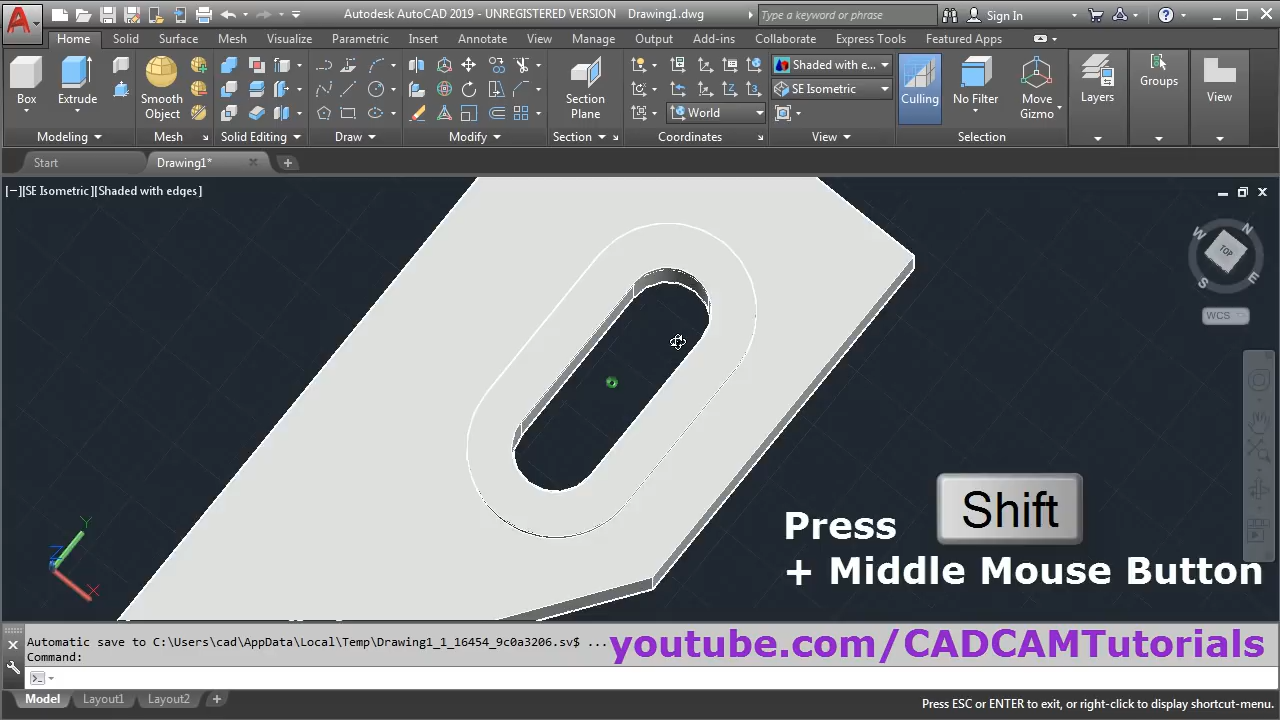 Autodesk AutoCAD 2019 - UNREGISTERED VERSION Drawing1.dwg
Type a keyword or phrase
Sign In
Home Solid Surface Mesh Visualize Parametric Insert Annotate View Manage Output Add-ins Collaborate Express Tools Featured Apps
Box
Extrude
Smooth
Object
Section
Plane
World
Shaded with e...
SE Isometric
Culling
No Filter
Move
Gizmo
Layers
Groups
View
Modeling Mesh Solid Editing Draw Modify Section Coordinates View Selection
Start
Drawing1*
[−][SE Isometric][Shaded with edges]
N
W
TOP
E
S
WCS
Y
Z
X
Press Shift
+ Middle Mouse Button
Automatic save to C:\Users\cad\AppData\Local\Temp\Drawing1_1_16454_9c0a3206.sv$ ...
Command:
youtube.com/CADCAMTutorials
Model Layout1 Layout2 +
Press ESC or ENTER to exit, or right-click to display shortcut-menu.